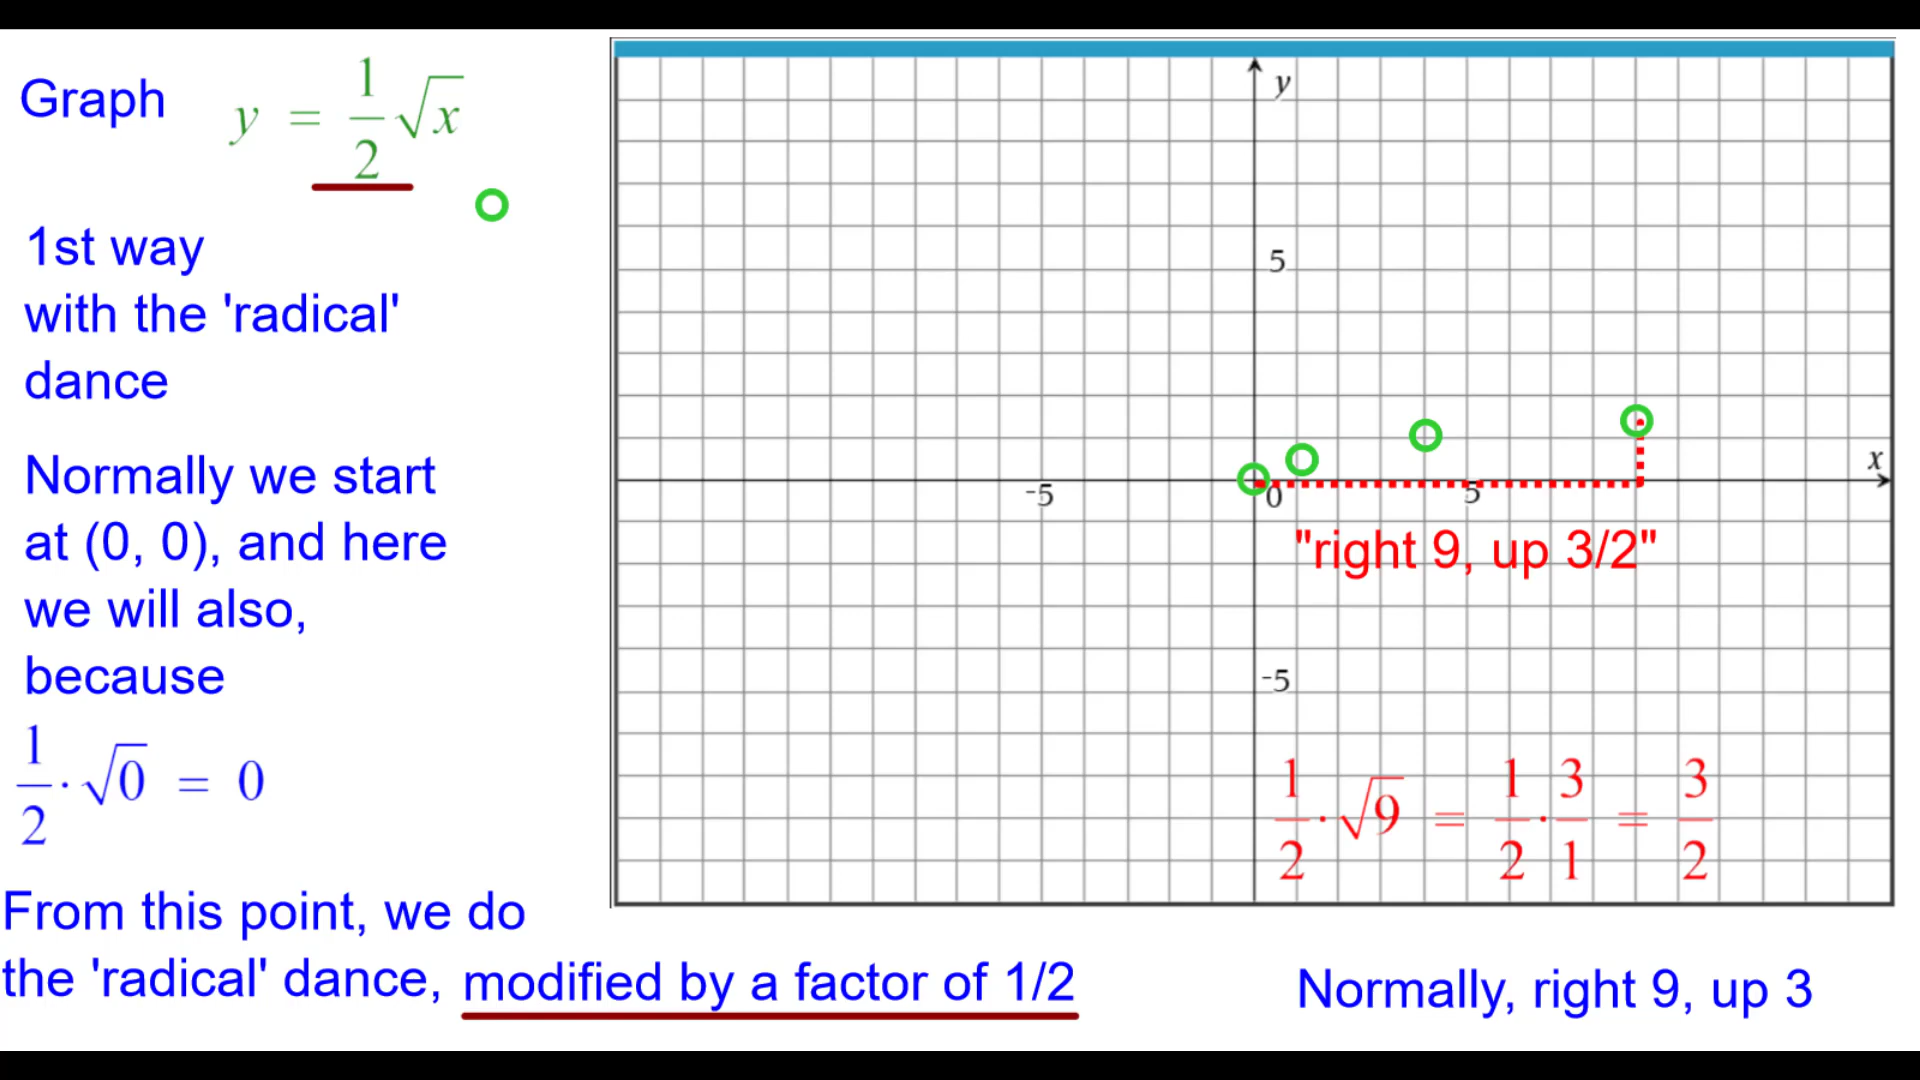 Graph y = 1/2 √x
1st way
with the 'radical'
dance
Normally we start
at (0, 0), and here
we will also,
because
1/2 · √0 = 0
From this point, we do
the 'radical' dance, modified by a factor of 1/2
y
5
x
-5 0 5
"right 9, up 3/2"
-5
1/2 · √9 = 1/2 · 3/1 = 3/2
Normally, right 9, up 3